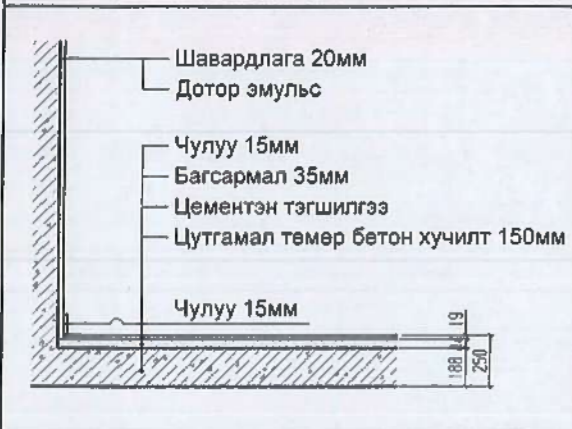 Шавардлага 20мм
Дотор эмульс
Чулуу 15мм
Багсармал 35мм
Цементэн тэгшилгээ
Цутгамал төмөр бетон хучилт 150мм
Чулуу 15мм
19
188
250